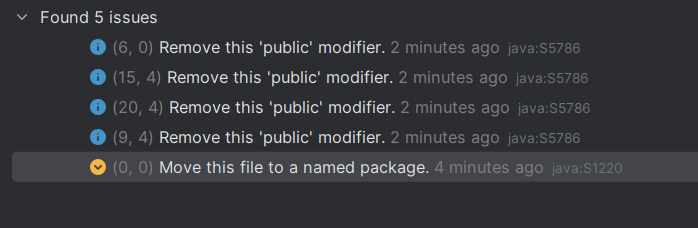 Found 5 issues
(6, 0) Remove this 'public' modifier. 2 minutes ago java:S5786
(15, 4) Remove this 'public' modifier. 2 minutes ago java:S5786
(20, 4) Remove this 'public' modifier. 2 minutes ago java:S5786
(9, 4) Remove this 'public' modifier. 2 minutes ago java:S5786
(0, 0) Move this file to a named package. 4 minutes ago java:S1220